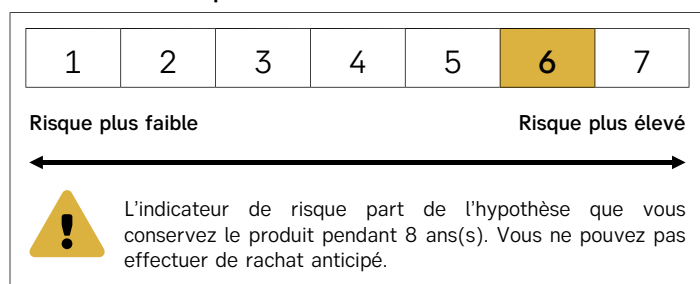 1 2 3 4 5 6 7
Risque plus faible Risque plus élevé
L'indicateur de risque part de l'hypothèse que vous
conservez le produit pendant 8 ans(s). Vous ne pouvez pas
effectuer de rachat anticipé.